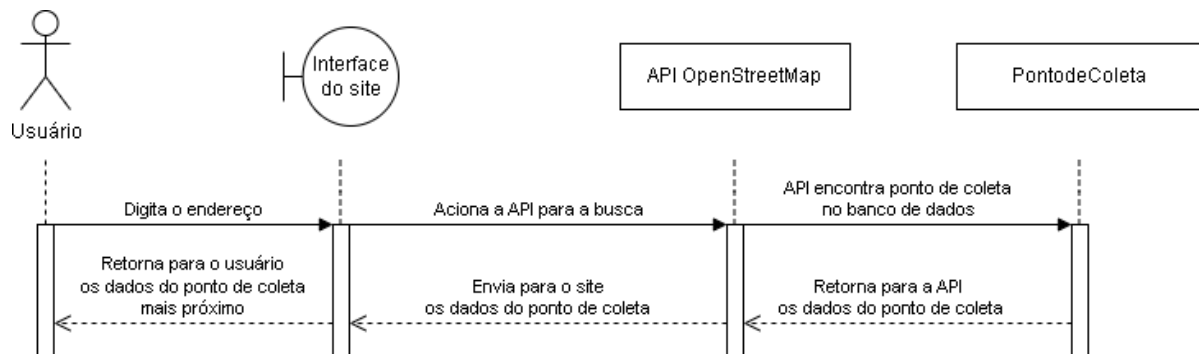 Interface
do site
API OpenStreetMap
PontodeColeta
Usuário
Digita o endereço
Aciona a API para a busca
API encontra ponto de coleta
no banco de dados
Retorna para o usuário
os dados do ponto de coleta
mais próximo
Envia para o site
os dados do ponto de coleta
Retorna para a API
os dados do ponto de coleta